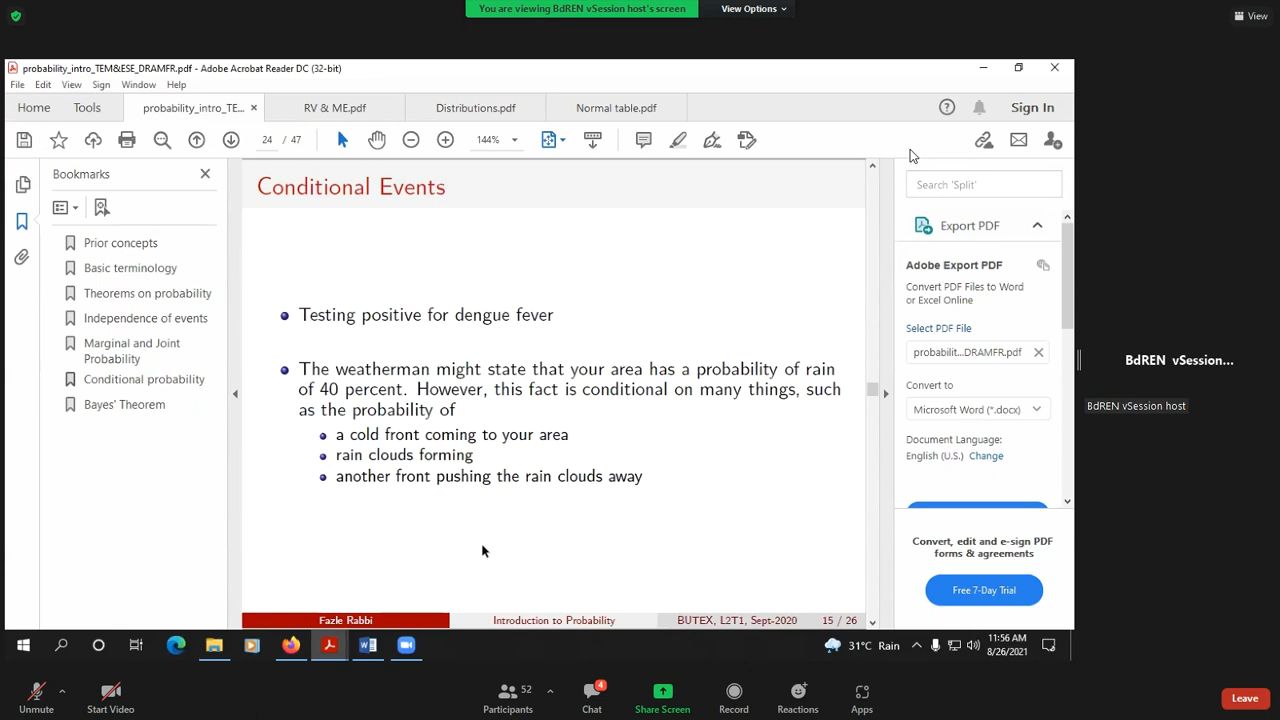 You are viewing BdREN vSession host's screen
View Options
View
probability_intro_TEM&ESE_DRAMFR.pdf - Adobe Acrobat Reader DC (32-bit)
File Edit View Sign Window Help
Home Tools probability_intro_TE... × RV & ME.pdf Distributions.pdf Normal table.pdf Sign In
24 / 47 144%
Bookmarks
Prior concepts
Basic terminology
Theorems on probability
Independence of events
Marginal and Joint
Probability
Conditional probability
Bayes' Theorem
Conditional Events
Testing positive for dengue fever
The weatherman might state that your area has a probability of rain
of 40 percent. However, this fact is conditional on many things, such
as the probability of
a cold front coming to your area
rain clouds forming
another front pushing the rain clouds away
Fazle Rabbi Introduction to Probability BUTEX, L2T1, Sept-2020 15 / 26
Search 'Split'
Export PDF
Adobe Export PDF
Convert PDF Files to Word
or Excel Online
Select PDF File
probabilit...DRAMFR.pdf
Convert to
Microsoft Word (*.docx)
Document Language:
English (U.S.) Change
Convert, edit and e-sign PDF
forms & agreements
Free 7-Day Trial
BdREN vSession...
BdREN vSession host
31°C Rain
11:56 AM
8/26/2021
Unmute
Start Video
52
Participants
4
Chat
Share Screen
Record
Reactions
Apps
Leave